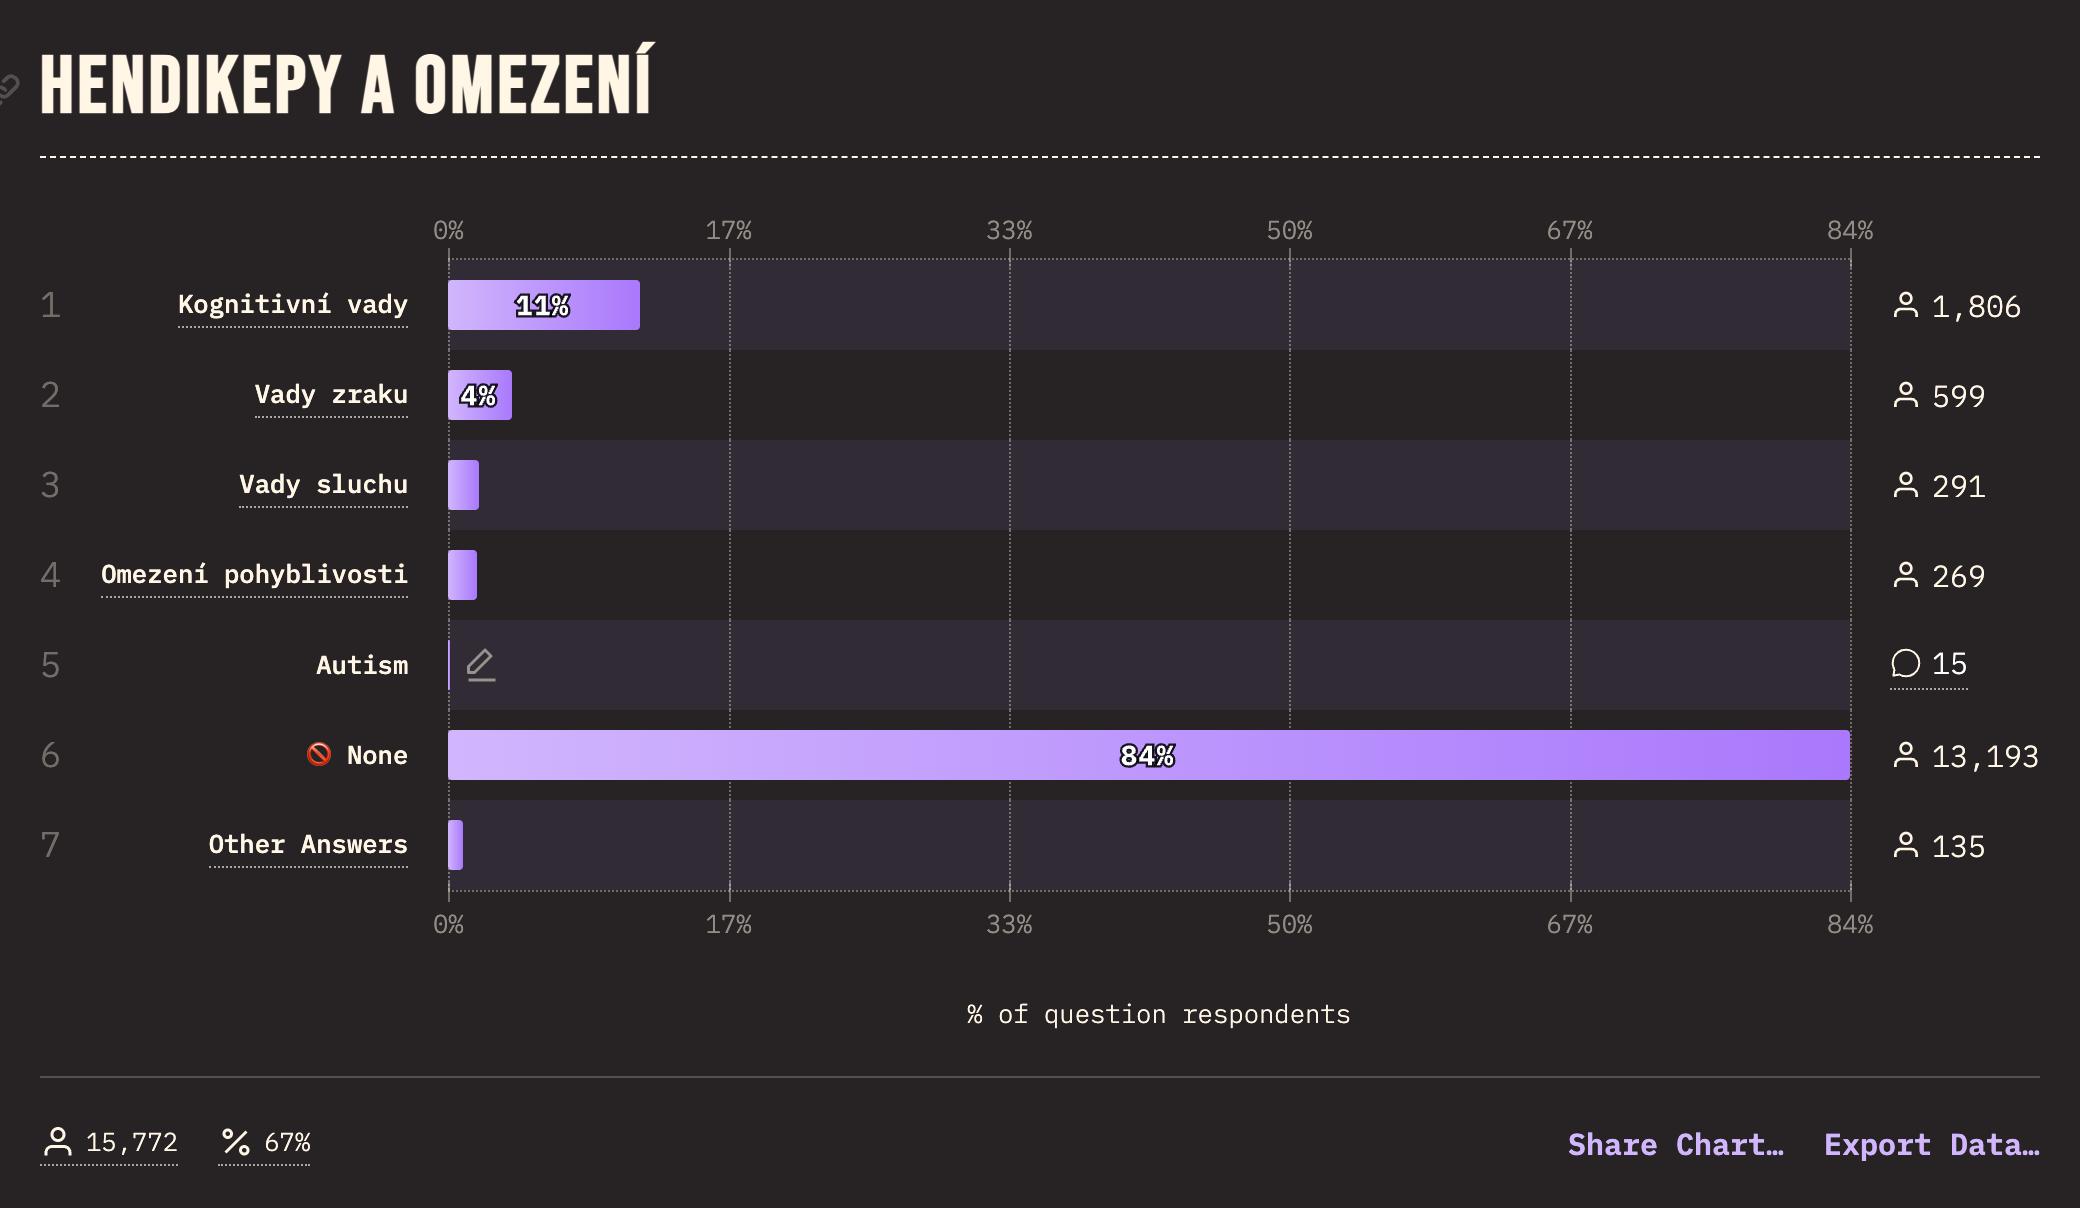 HENDIKEPY A OMEZENÍ
0% 17% 33% 50% 67% 84%
1 Kognitivní vady 11% 1,806
2 Vady zraku 4% 599
3 Vady sluchu 291
4 Omezení pohyblivosti 269
5 Autism 15
6 🚫 None 84% 13,193
7 Other Answers 135
0% 17% 33% 50% 67% 84%
% of question respondents
15,772 % 67% Share Chart… Export Data…